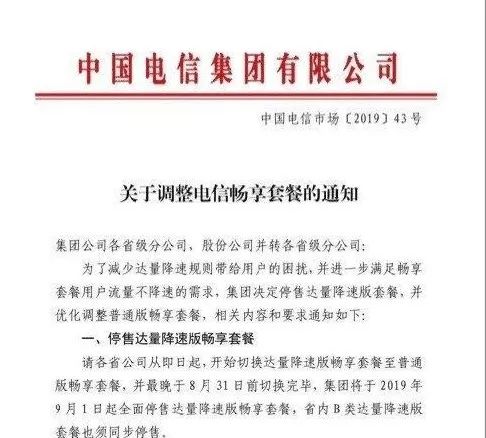 中国电信集团有限公司
中国电信市场〔2019〕43 号
关于调整电信畅享套餐的通知
集团公司各省级分公司、股份公司并转各省级分公司：
为了减少达量降速规则带给用户的困扰，并进一步满足畅享
套餐用户流量不降速的需求，集团决定停售达量降速版套餐，并
优化调整普通版畅享套餐，相关内容和要求通知如下：
一、停售达量降速版畅享套餐
请各省公司从即日起，开始切换达量降速版畅享套餐至普通
版畅享套餐，并最晚于 8 月 31 日前切换完毕，集团将于 2019 年
9 月 1 日起全面停售达量降速版畅享套餐，省内 B 类达量降速版
套餐也须同步停售。